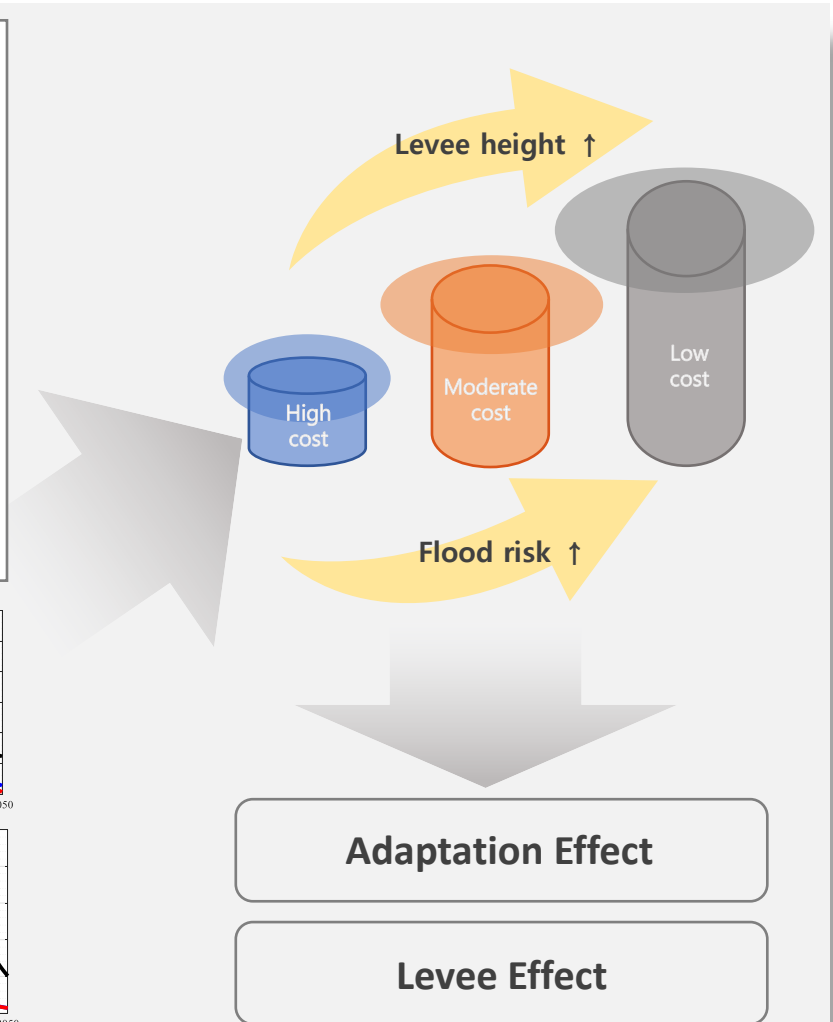 Levee height ↑
Low
cost
Moderate
cost
High
cost
Flood risk ↑
Adaptation Effect
Levee Effect